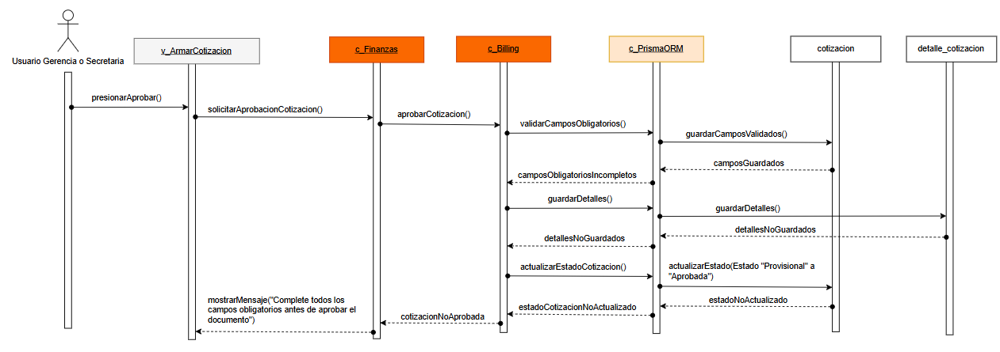 Usuario Gerencia o Secretaria
v_ArmarCotizacion
c_Finanzas
c_Billing
c_PrismaORM
cotizacion
detalle_cotizacion
presionarAprobar()
solicitarAprobacionCotizacion()
aprobarCotizacion()
validarCamposObligatorios()
guardarCamposValidados()
camposGuardados
camposObligatoriosIncompletos
guardarDetalles()
guardarDetalles()
detallesNoGuardados
detallesNoGuardados
actualizarEstadoCotizacion()
actualizarEstado(Estado "Provisional" a
"Aprobada")
estadoNoActualizado
estadoCotizacionNoActualizado
cotizacionNoAprobada
mostrarMensaje("Complete todos los
campos obligatorios antes de aprobar el
documento")